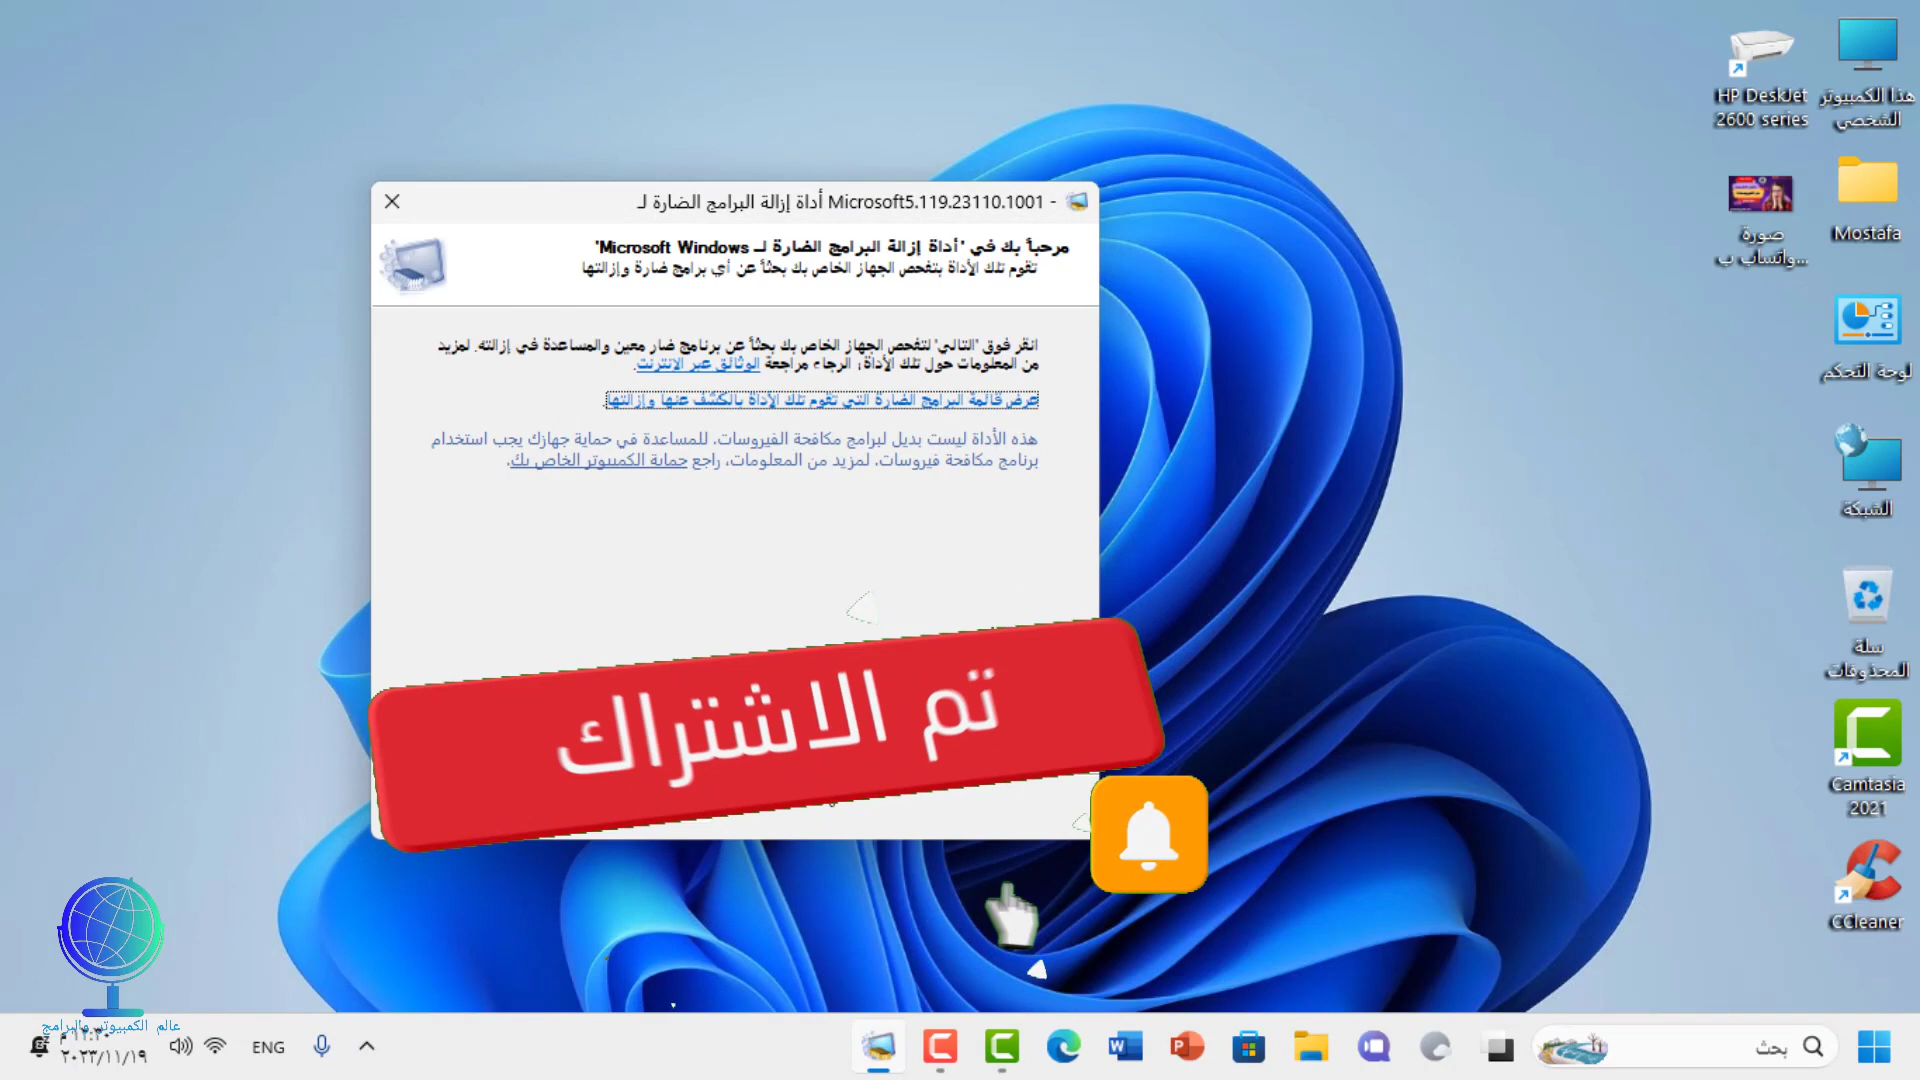 أداة إزالة البرامج الضارة لـ Microsoft5.119.23110.1001 -
مرحباً بك في 'أداة إزالة البرامج الضارة لـ Microsoft Windows'
تقوم تلك الأداة بتفحص الجهاز الخاص بك بحثاً عن أي برامج ضارة وإزالتها
انقر فوق 'التالي' لتفحص الجهاز الخاص بك بحثاً عن برنامج ضار معين والمساعدة في إزالته. لمزيد
من المعلومات حول تلك الأداة، الرجاء مراجعة الوثائق عبر الانترنت.
عرض قائمة البرامج الضارة التي تقوم تلك الأداة بالكشف عنها وإزالتها.
هذه الأداة ليست بديل لبرامج مكافحة الفيروسات. للمساعدة في حماية جهازك يجب استخدام
برنامج مكافحة فيروسات. لمزيد من المعلومات، راجع حماية الكمبيوتر الخاص بك.
تم الاشتراك
هذا الكمبيوتر
الشخصي
HP DeskJet
2600 series
Mostafa
صورة
واتساب ب...
لوحة التحكم
الشبكة
سلة
المحذوفات
Camtasia
2021
CCleaner
عالم الكمبيوتر والبرامج
بحث
ENG
١٢:٣٠ م
٢٠٢٣/١١/١٩